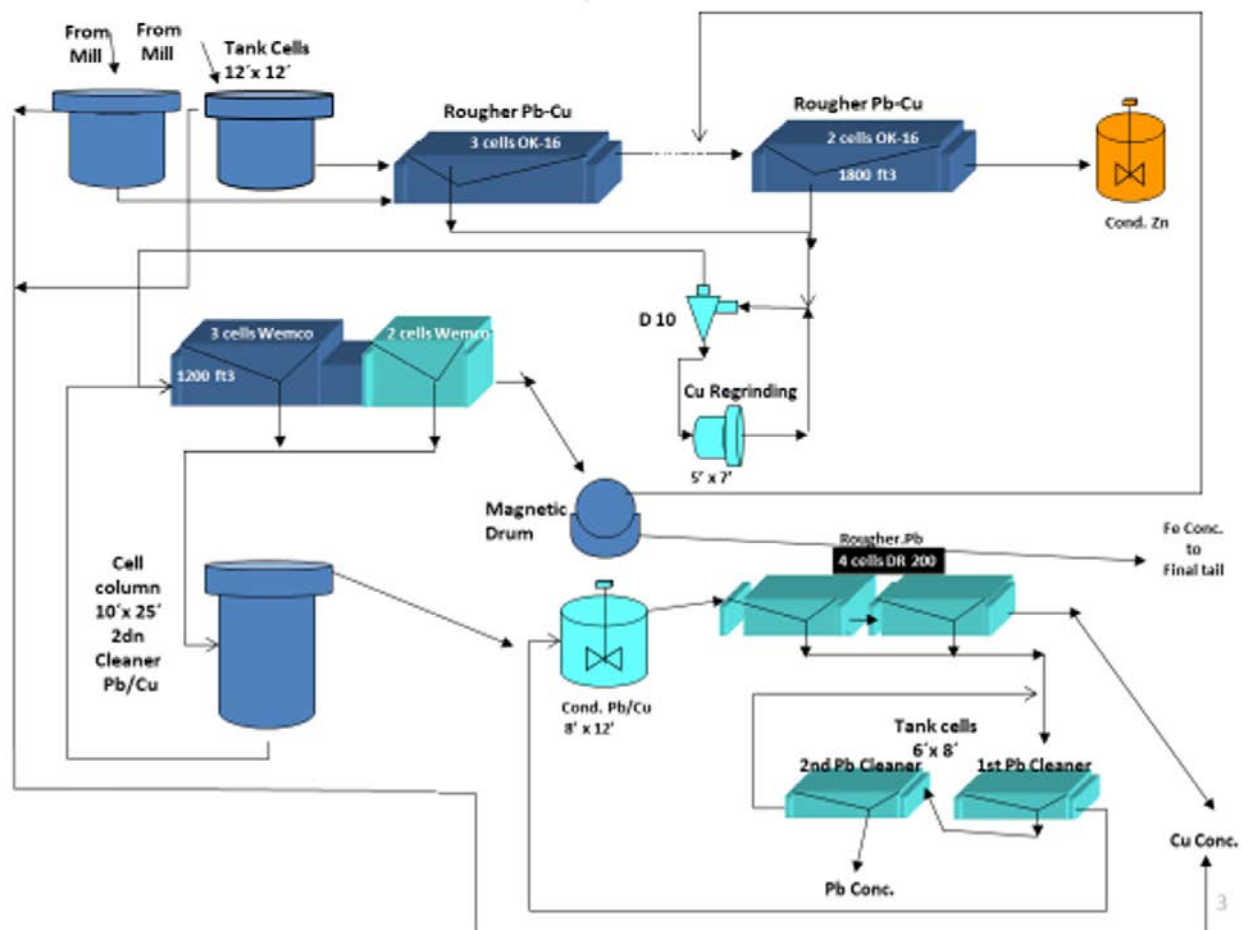 From
Mill
From
Mill
Tank Cells
12´x 12´
Rougher Pb-Cu
3 cells OK-16
Rougher Pb-Cu
2 cells OK-16
1800 ft3
Cond. Zn
3 cells Wemco
2 cells Wemco
1200 ft3
D 10
Cu Regrinding
5' x 7'
Magnetic
Drum
Fe Conc.
to
Final tail
Rougher.Pb
4 cells DR 200
Cell
column
10´x 25´
2dn
Cleaner
Pb/Cu
Cond. Pb/Cu
8' x 12'
Tank cells
6´x 8´
2nd Pb Cleaner
1st Pb Cleaner
Pb Conc.
Cu Conc.
3